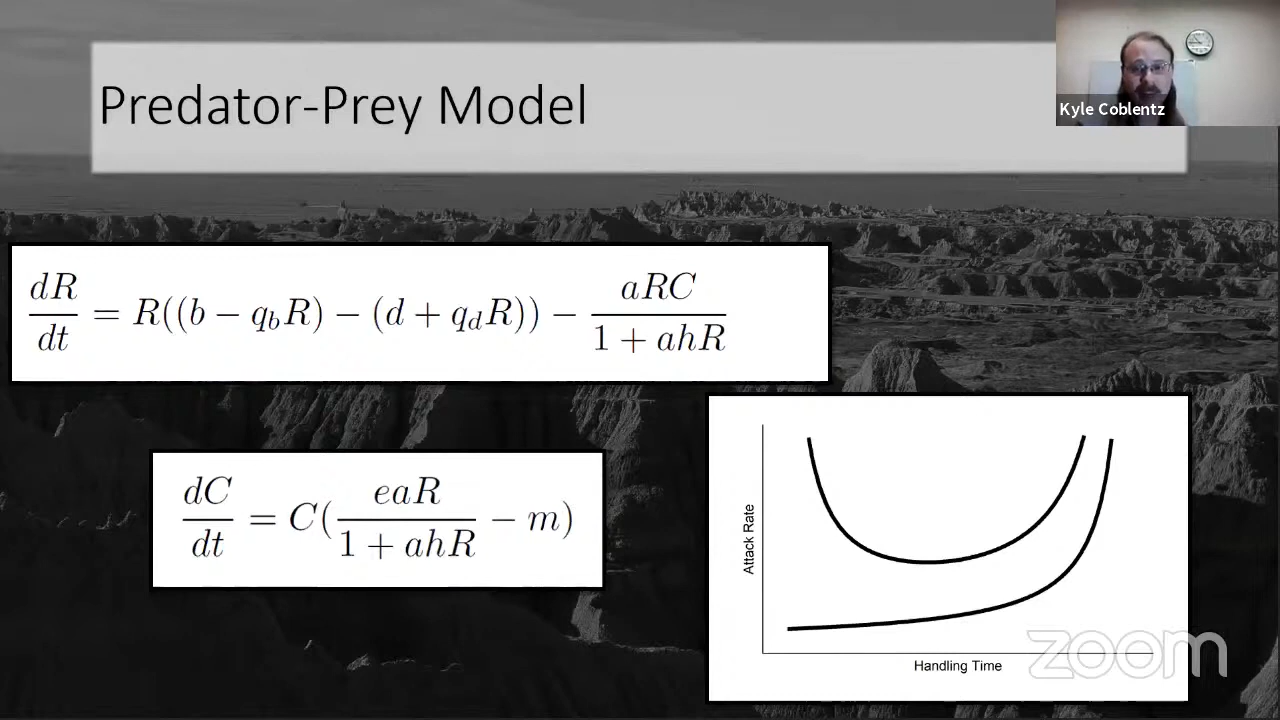 Predator-Prey Model
Kyle Coblentz
dR/dt = R((b − q_bR) − (d + q_dR)) − aRC/(1 + ahR)
dC/dt = C(eaR/(1 + ahR) − m)
Attack Rate
Handling Time
zoom